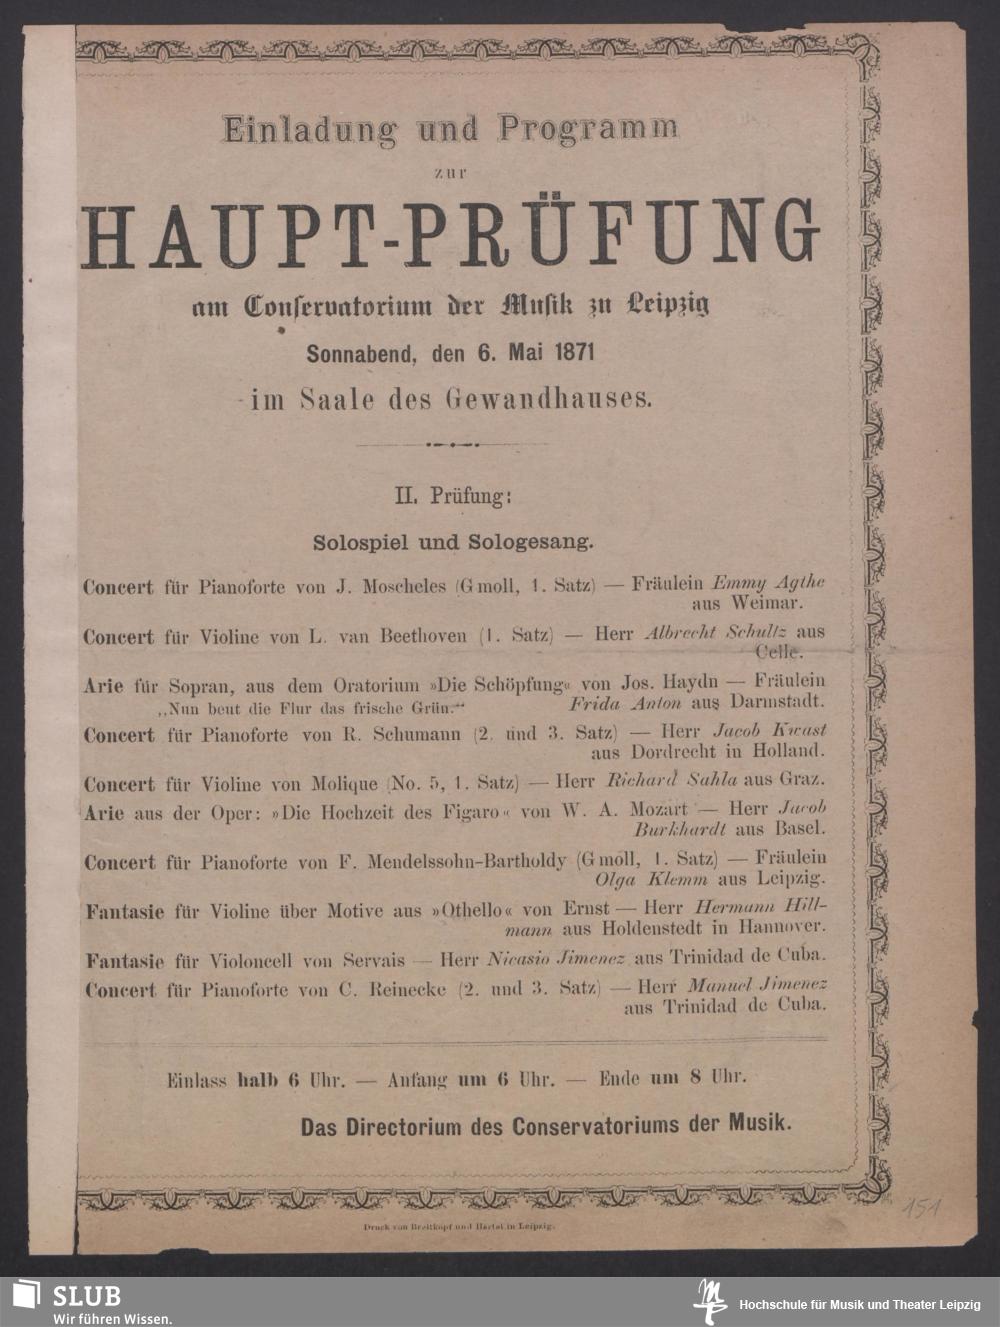 Einladung und Programm
zur
HAUPT-PRÜFUNG
am Conservatorium der Musik zu Leipzig
Sonnabend, den 6. Mai 1871
im Saale des Gewandhauses.
II. Prüfung:
Solospiel und Sologesang.
Concert für Pianoforte von J. Moscheles (G moll, 1. Satz) — Fräulein Emmy Agthe
aus Weimar.
Concert für Violine von L. van Beethoven (1. Satz) — Herr Albrecht Schultz aus
Celle.
Arie für Sopran, aus dem Oratorium »Die Schöpfung« von Jos. Haydn — Fräulein
„Nun beut die Flur das frische Grün.“ Frida Anton aus Darmstadt.
Concert für Pianoforte von R. Schumann (2. und 3. Satz) — Herr Jacob Kwast
aus Dordrecht in Holland.
Concert für Violine von Molique (No. 5, 1. Satz) — Herr Richard Sahla aus Graz.
Arie aus der Oper: »Die Hochzeit des Figaro« von W. A. Mozart — Herr Jacob
Burkhardt aus Basel.
Concert für Pianoforte von F. Mendelssohn-Bartholdy (G moll, 1. Satz) — Fräulein
Olga Klemm aus Leipzig.
Fantasie für Violine über Motive aus »Othello« von Ernst — Herr Hermann Hill-
mann aus Holdenstedt in Hannover.
Fantasie für Violoncell von Servais — Herr Nicasio Jimenez aus Trinidad de Cuba.
Concert für Pianoforte von C. Reinecke (2. und 3. Satz) — Herr Manuel Jimenez
aus Trinidad de Cuba.
Einlass halb 6 Uhr. — Anfang um 6 Uhr. — Ende um 8 Uhr.
Das Directorium des Conservatoriums der Musik.
Druck von Breitkopf und Härtel in Leipzig.
151
SLUB
Wir führen Wissen.
Hochschule für Musik und Theater Leipzig